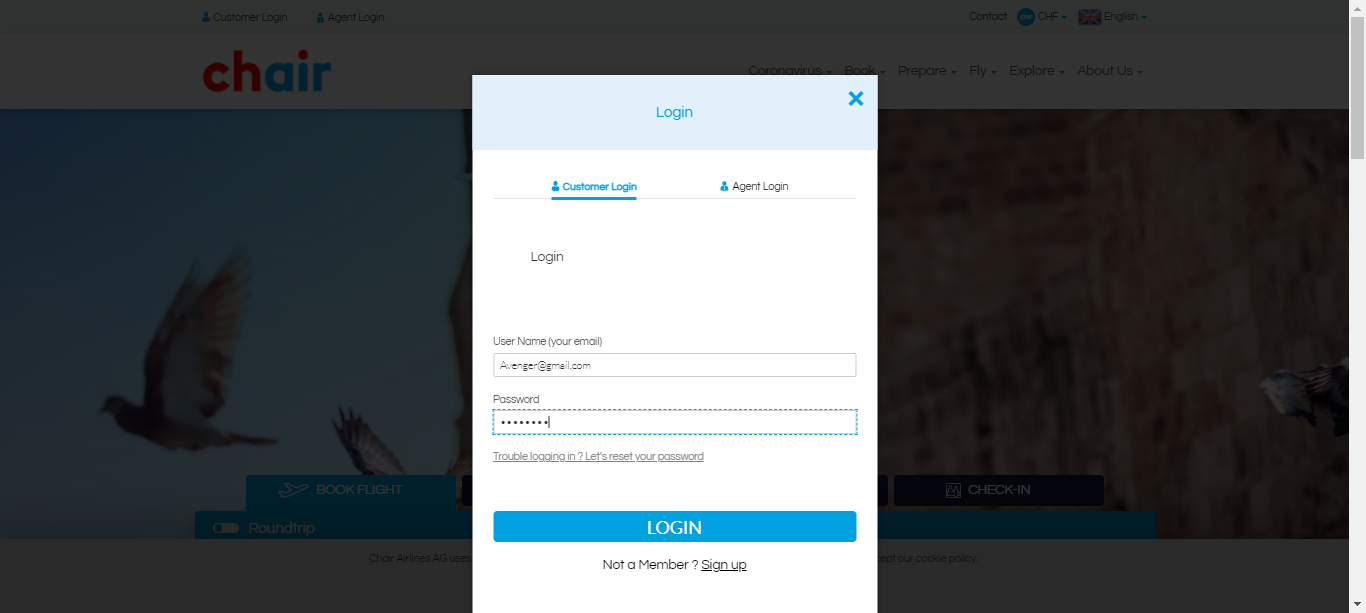 Customer Login Agent Login Contact CHF English
chair
Coronavirus Book Prepare Fly Explore About Us
Login
Customer Login Agent Login
Login
User Name (your email)
Avenger@gmail.com
Password
••••••••
Trouble logging in ? Let's reset your password
BOOK FLIGHT CHECK-IN
Roundtrip
LOGIN
Chair Airlines AG uses
ept our cookie policy.
Not a Member ? Sign up